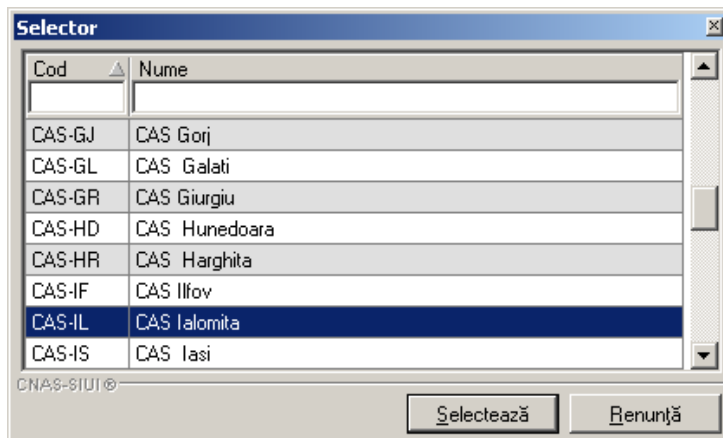 Selector
Cod Nume
CAS-GJ CAS Gorj
CAS-GL CAS Galati
CAS-GR CAS Giurgiu
CAS-HD CAS Hunedoara
CAS-HR CAS Harghita
CAS-IF CAS Ilfov
CAS-IL CAS Ialomita
CAS-IS CAS Iasi
CNAS-SIUI®
Selectează Renunţă